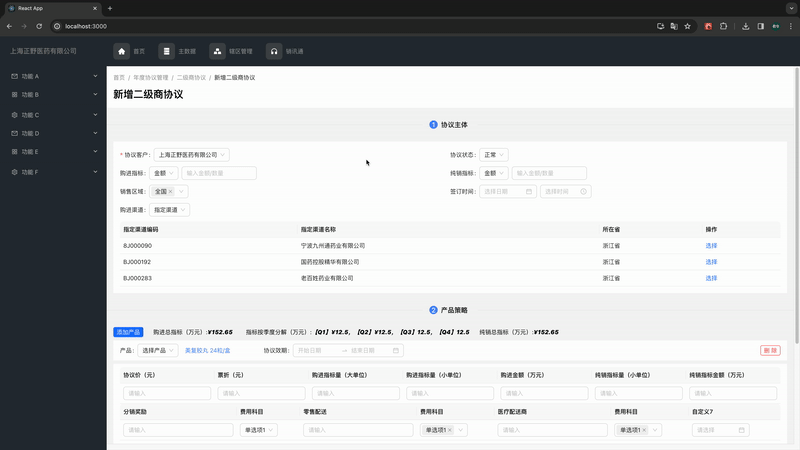 React App
localhost:3000
上海正野医药有限公司
首页
主数据
辖区管理
销讯通
功能 A
功能 B
功能 C
功能 D
功能 E
功能 F
首页 / 年度协议管理 / 二级商协议 / 新增二级商协议
新增二级商协议
1 协议主体
* 协议客户: 上海正野医药有限公司
协议状态: 正常
购进指标: 金额 输入金额/数量
纯销指标: 金额 输入金额/数量
销售区域: 全国 ×
签订时间: 选择日期 选择时间
购进渠道: 指定渠道
指定渠道编码 指定渠道名称 所在省 操作
BJ000090 宁波九州通药业有限公司 浙江省 选择
BJ000192 国药控股精华有限公司 浙江省 选择
BJ000283 老百姓药业有限公司 浙江省 选择
2 产品策略
添加产品 购进总指标（万元）:¥152.65 指标按季度分解（万元）: 【Q1】¥12.5, 【Q2】¥12.5, 【Q3】12.5, 【Q4】12.5 纯销总指标（万元）:¥152.65
产品: 选择产品 英复胶丸 24粒/盒 协议效期: 开始日期 → 结束日期 删 除
协议价（元） 票折（元） 购进指标量（大单位） 购进指标量（小单位） 购进金额（万元） 纯销指标量（小单位） 纯销指标金额（万元）
请输入 请输入 请输入 请输入 请输入 请输入 请输入
分销奖励 费用科目 零售配送 费用科目 医疗配送商 费用科目 自定义7
请输入 单选项1 请输入 单选项1 × 请输入 单选项1 × 请选择